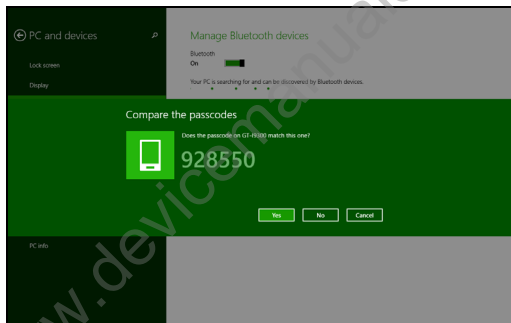 PC and devices
Lock screen
Display
PC info
Manage Bluetooth devices
Bluetooth
On
Your PC is searching for and can be discovered by Bluetooth devices.
Compare the passcodes
Does the passcode on GT-I9300 match this one?
928550
Yes
No
Cancel